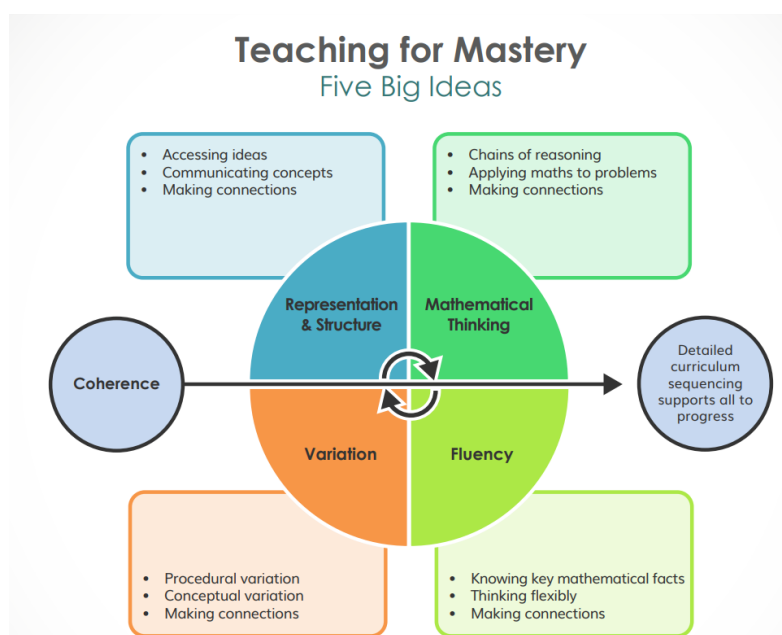 Teaching for Mastery
Five Big Ideas
• Accessing ideas
• Communicating concepts
• Making connections
• Chains of reasoning
• Applying maths to problems
• Making connections
Representation
& Structure
Mathematical
Thinking
Coherence
Detailed
curriculum
sequencing
supports all to
progress
Variation
Fluency
• Procedural variation
• Conceptual variation
• Making connections
• Knowing key mathematical facts
• Thinking flexibly
• Making connections